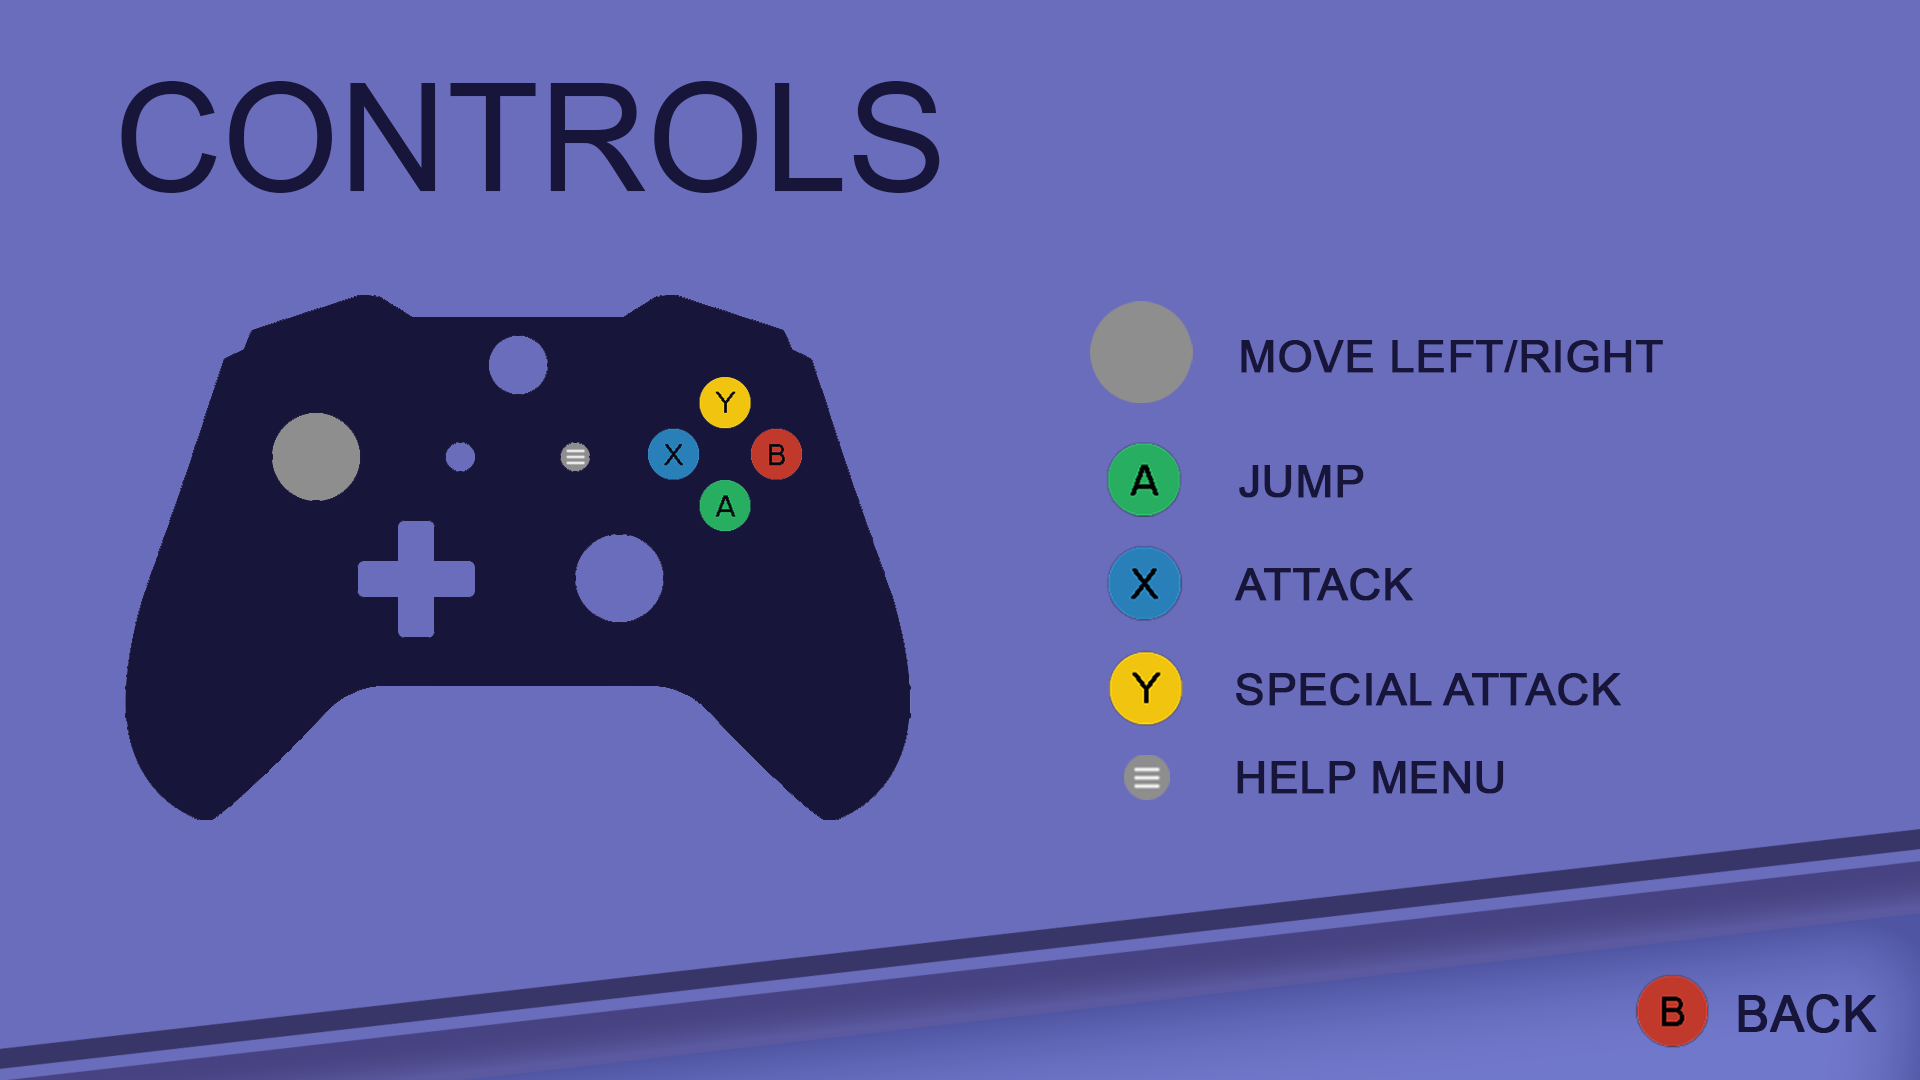 CONTROLS
Y
X
B
A
MOVE LEFT/RIGHT
A JUMP
X ATTACK
Y SPECIAL ATTACK
HELP MENU
B BACK